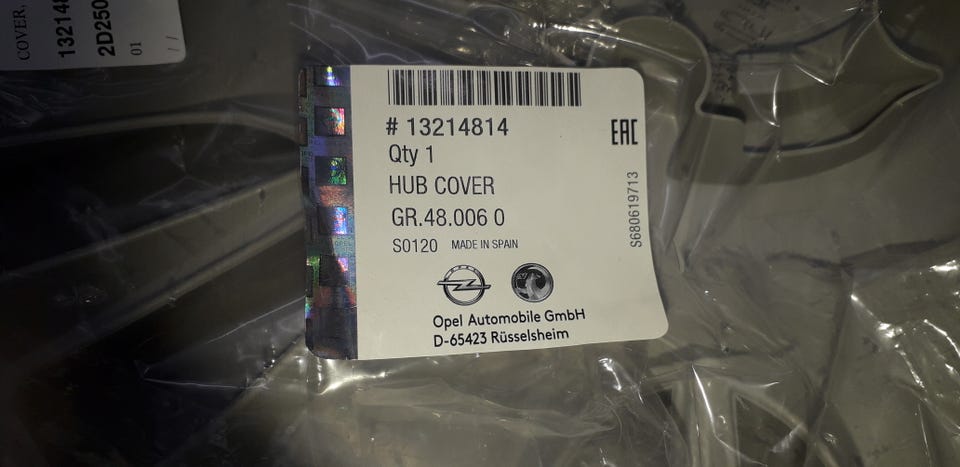 COVER,
13214
2D250
01
# 13214814
Qty 1
HUB COVER
GR.48.006 0
S0120 MADE IN SPAIN
EAC
S680619713
OPEL
Opel Automobile GmbH
D-65423 Rüsselsheim